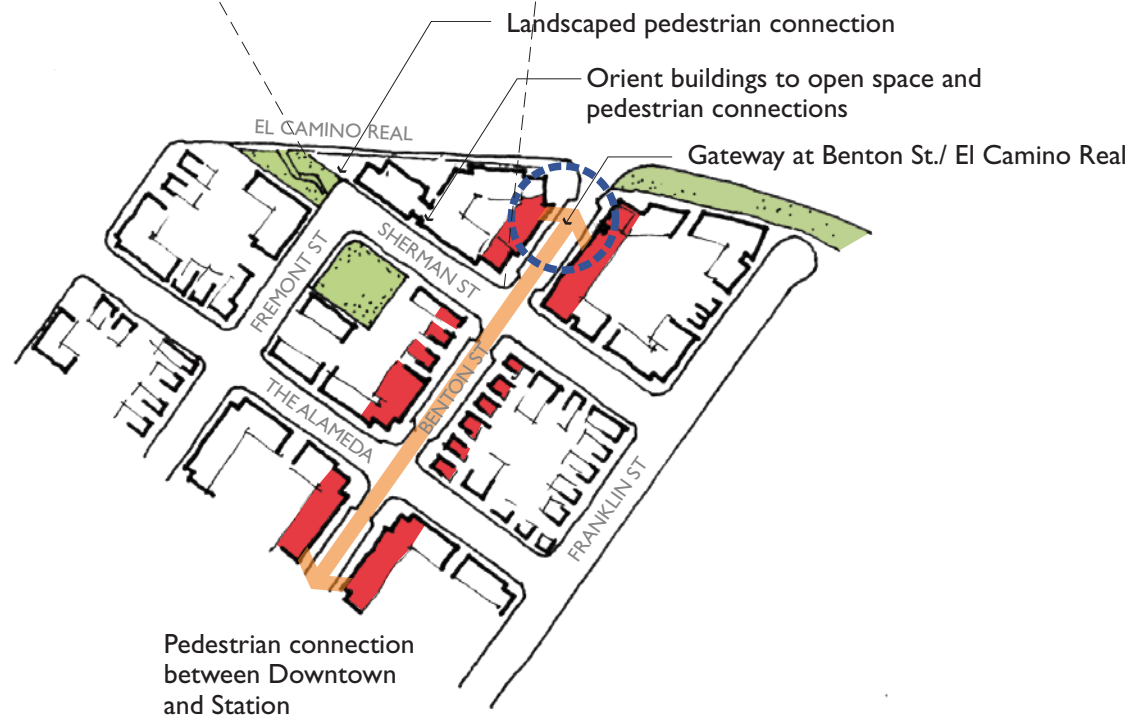 Landscaped pedestrian connection
Orient buildings to open space and
pedestrian connections
EL CAMINO REAL
Gateway at Benton St./ El Camino Real
SHERMAN ST
FREMONT ST
BENTON ST
THE ALAMEDA
FRANKLIN ST
Pedestrian connection
between Downtown
and Station